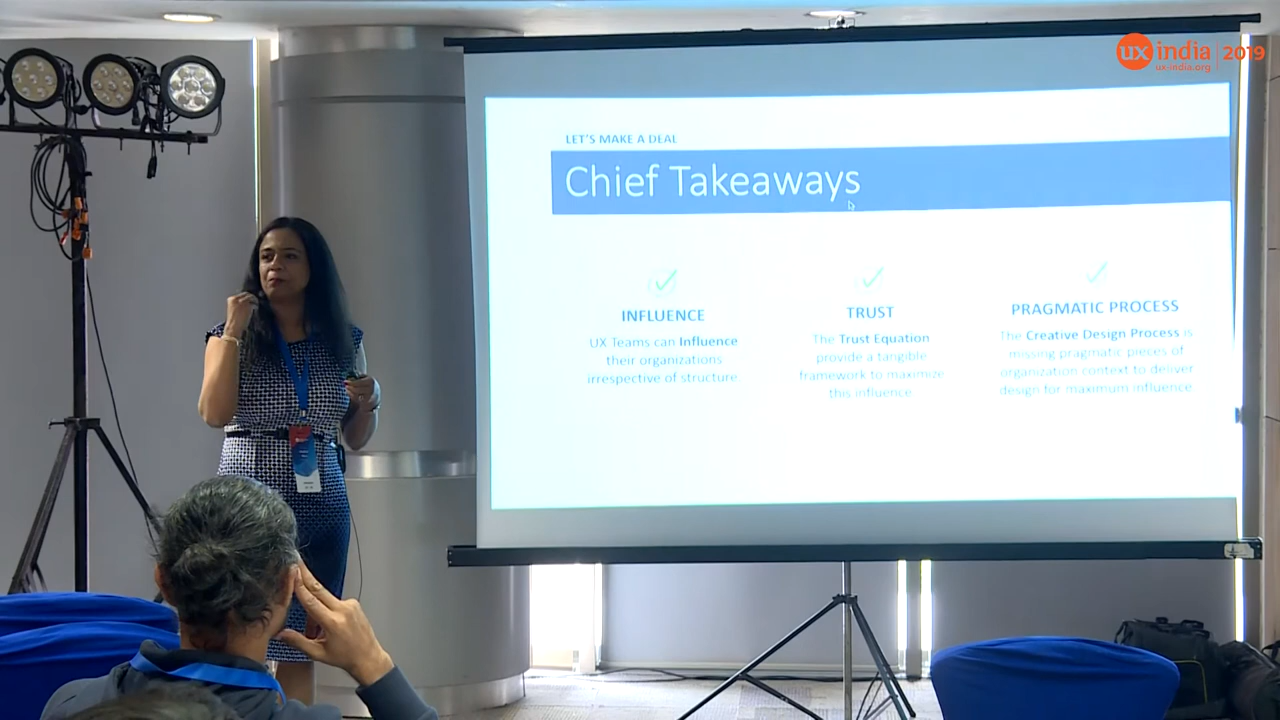 ux india 2019
ux-india.org
LET'S MAKE A DEAL
Chief Takeaways
INFLUENCE
UX Teams can Influence
their organizations
irrespective of structure
TRUST
The Trust Equation
provide a tangible
framework to maximize
this influence
PRAGMATIC PROCESS
The Creative Design Process is
missing pragmatic pieces of
organization context to deliver
design for maximum influence